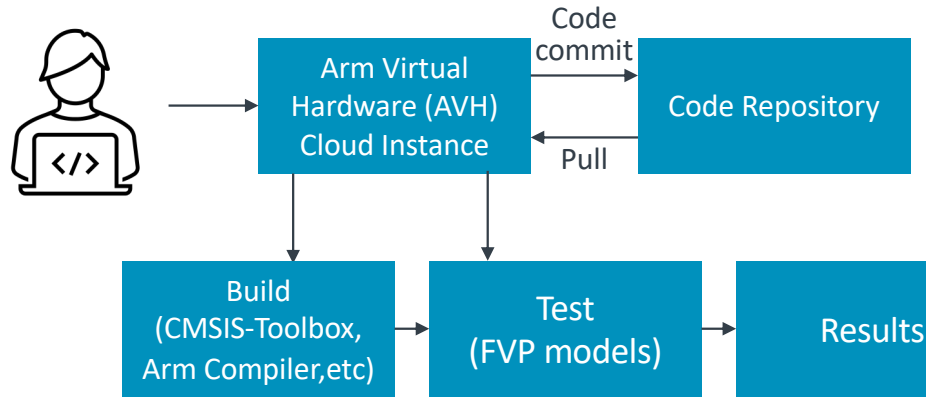 Code
commit
Arm Virtual
Hardware (AVH)
Cloud Instance
Code Repository
Pull
</>
Build
(CMSIS-Toolbox,
Arm Compiler,etc)
Test
(FVP models)
Results